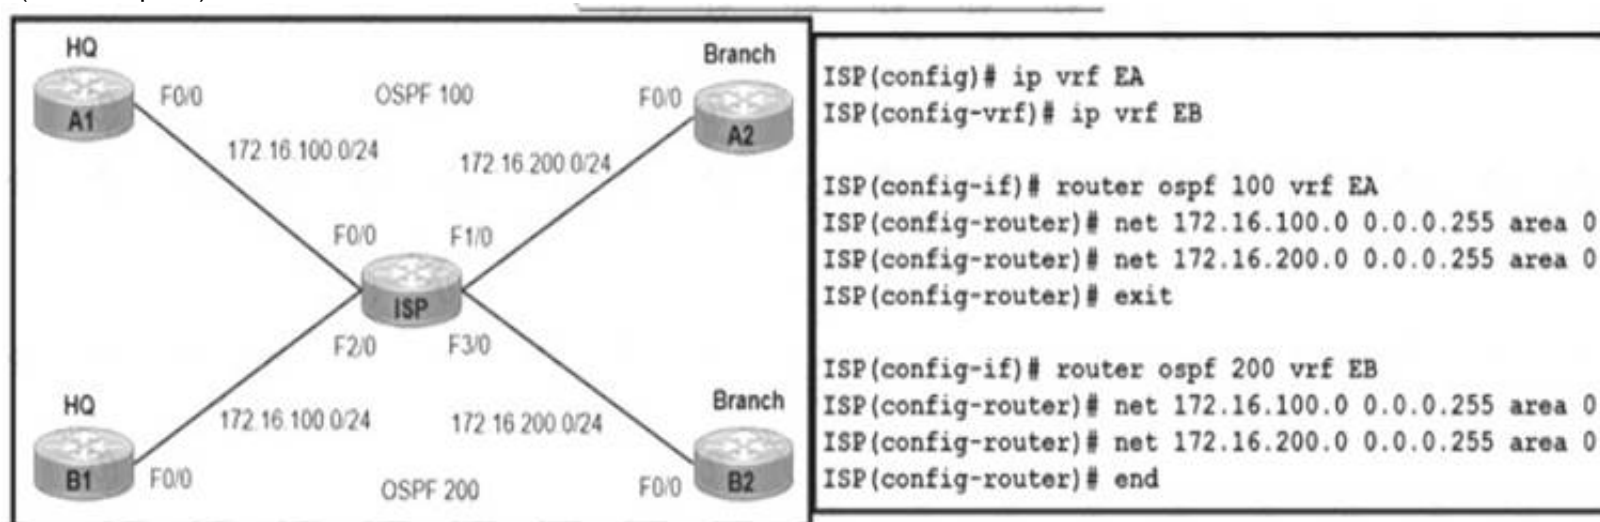 HQ
Branch
F0/0
OSPF 100
F0/0
A1
A2
172.16.100.0/24
172.16.200.0/24
F0/0
F1/0
ISP
F2/0
F3/0
HQ
Branch
172.16.100.0/24
172.16.200.0/24
B1
F0/0
OSPF 200
F0/0
B2
ISP(config)# ip vrf EA
ISP(config-vrf)# ip vrf EB
ISP(config-if)# router ospf 100 vrf EA
ISP(config-router)# net 172.16.100.0 0.0.0.255 area 0
ISP(config-router)# net 172.16.200.0 0.0.0.255 area 0
ISP(config-router)# exit
ISP(config-if)# router ospf 200 vrf EB
ISP(config-router)# net 172.16.100.0 0.0.0.255 area 0
ISP(config-router)# net 172.16.200.0 0.0.0.255 area 0
ISP(config-router)# end